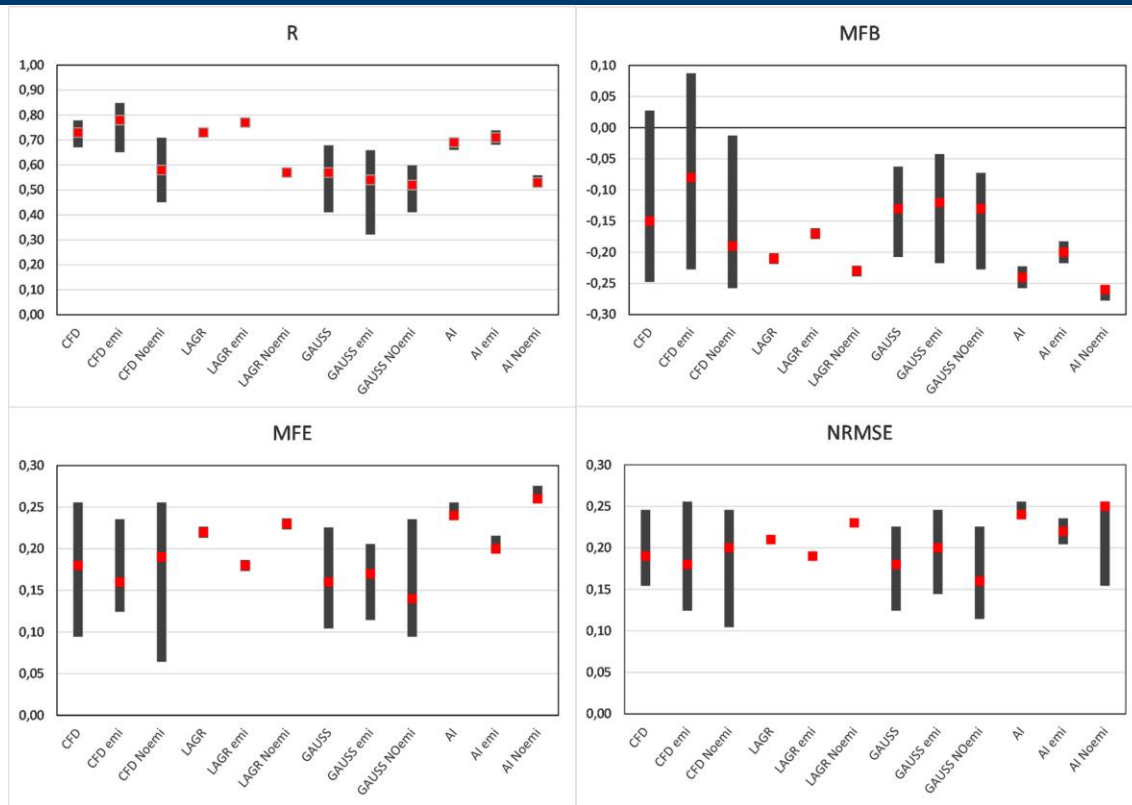 R
1,00
0,90
0,80
0,70
0,60
0,50
0,40
0,30
0,20
0,10
0,00
CFD
CFD emi
CFD Noemi
LAGR
LAGR emi
LAGR Noemi
GAUSS
GAUSS emi
GAUSS NOemi
AI
AI emi
AI Noemi
MFB
0,10
0,05
0,00
-0,05
-0,10
-0,15
-0,20
-0,25
-0,30
CFD
CFD emi
CFD Noemi
LAGR
LAGR emi
LAGR Noemi
GAUSS
GAUSS emi
GAUSS NOemi
AI
AI emi
AI Noemi
MFE
0,30
0,25
0,20
0,15
0,10
0,05
0,00
CFD
CFD emi
CFD Noemi
LAGR
LAGR emi
LAGR Noemi
GAUSS
GAUSS emi
GAUSS NOemi
AI
AI emi
AI Noemi
NRMSE
0,30
0,25
0,20
0,15
0,10
0,05
0,00
CFD
CFD emi
CFD Noemi
LAGR
LAGR emi
LAGR Noemi
GAUSS
GAUSS emi
GAUSS NOemi
AI
AI emi
AI Noemi